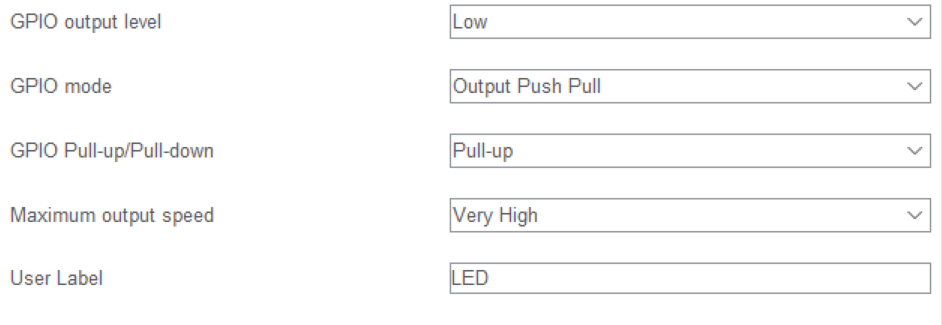 GPIO output level Low
GPIO mode Output Push Pull
GPIO Pull-up/Pull-down Pull-up
Maximum output speed Very High
User Label LED